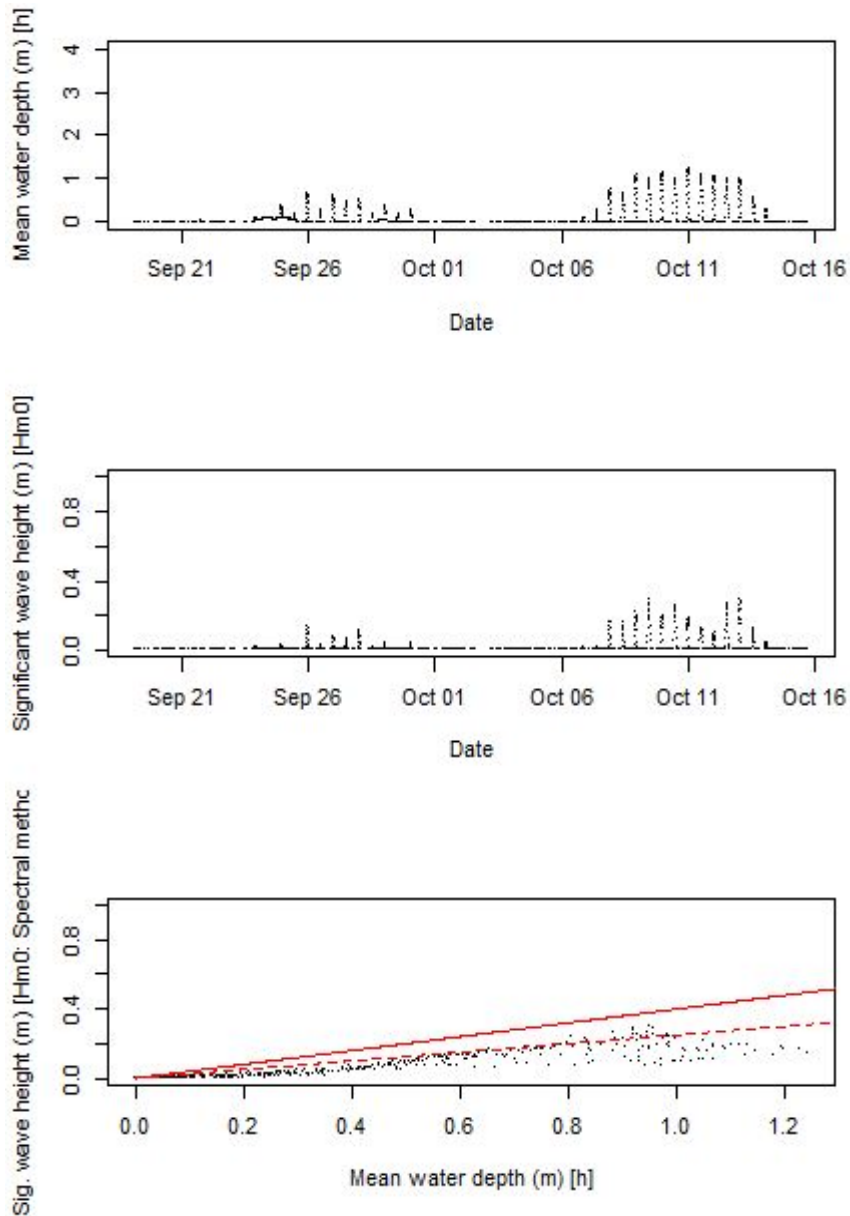 Mean water depth (m) [h]
4
3
2
1
0
Sep 21 Sep 26 Oct 01 Oct 06 Oct 11 Oct 16
Date
Significant wave height (m) [Hm0]
0.8
0.4
0.0
Sep 21 Sep 26 Oct 01 Oct 06 Oct 11 Oct 16
Date
Sig. wave height (m) [Hm0: Spectral
0.8
0.4
0.0
0.0 0.2 0.4 0.6 0.8 1.0 1.2
Mean water depth (m) [h]